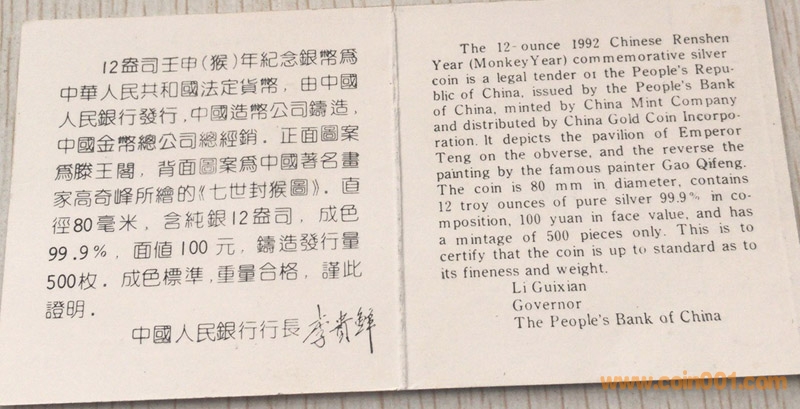 12盎司壬申(猴)年紀念銀幣爲
中華人民共和國法定貨幣，由中國
人民銀行發行，中國造幣公司鑄造，
中國金幣總公司總經銷．正面圖案
爲滕王閣，背面圖案爲中國著名畫
家高奇峰所繪的《七世封猴圖》．直
徑80毫米，含純銀12盎司，成色
99.9%，面值100元，鑄造發行量
500枚．成色標準，重量合格，謹此
證明．
中國人民銀行行長 李貴鮮
The 12-ounce 1992 Chinese Renshen
Year (Monkey Year) commemorative silver
coin is a legal tender of the People's Repu-
blic of China, issued by the People's Bank
of China, minted by China Mint Company
and distributed by China Gold Coin Incorpo-
ration. It depicts the pavilion of Emperor
Teng on the obverse, and the reverse the
painting by the famous painter Gao Qifeng.
The coin is 80 mm in diameter, contains
12 troy ounces of pure silver 99.9% in co-
mposition, 100 yuan in face value, and has
a mintage of 500 pieces only. This is to
certify that the coin is up to standard as to
its fineness and weight.
Li Guixian
Governor
The People's Bank of China
www.coin001.com